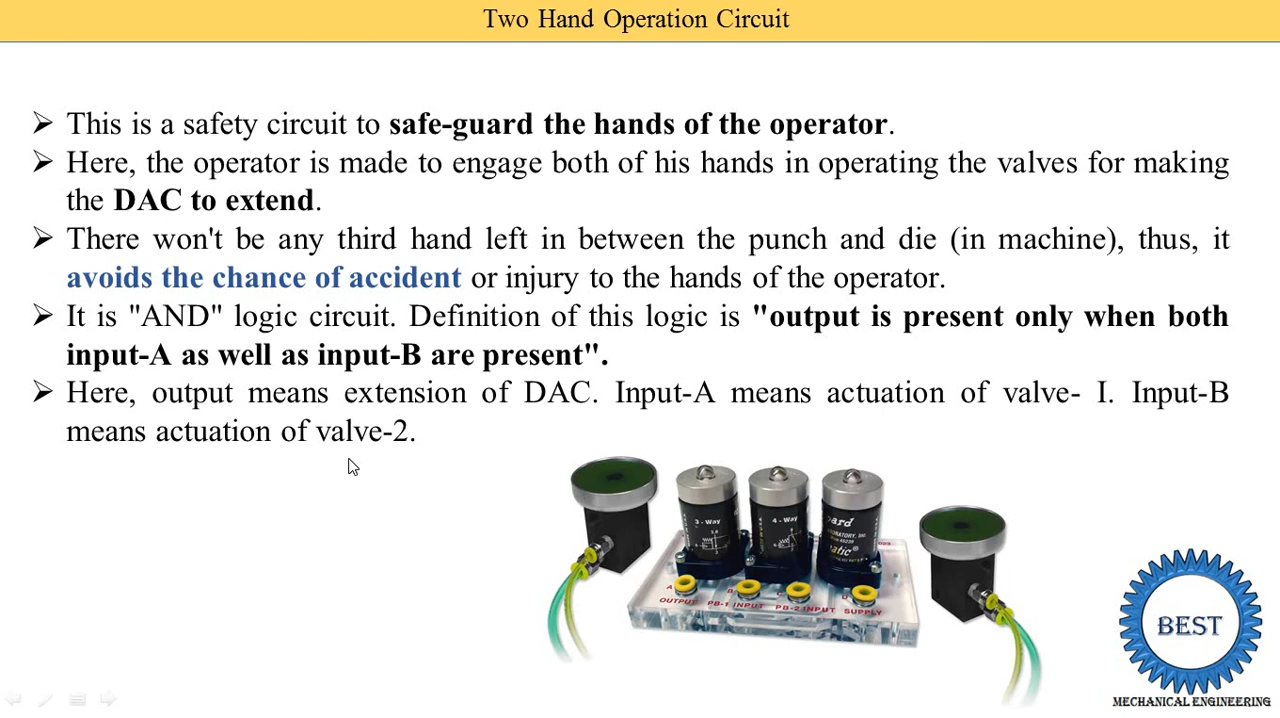 Two Hand Operation Circuit
➢ This is a safety circuit to safe-guard the hands of the operator.
➢ Here, the operator is made to engage both of his hands in operating the valves for making
the DAC to extend.
➢ There won't be any third hand left in between the punch and die (in machine), thus, it
avoids the chance of accident or injury to the hands of the operator.
➢ It is "AND" logic circuit. Definition of this logic is "output is present only when both
input-A as well as input-B are present".
➢ Here, output means extension of DAC. Input-A means actuation of valve- I. Input-B
means actuation of valve-2.
3 - Way
4 - Way
OUTPUT PB-1 INPUT PB-2 INPUT SUPPLY
BEST
MECHANICAL ENGINEERING